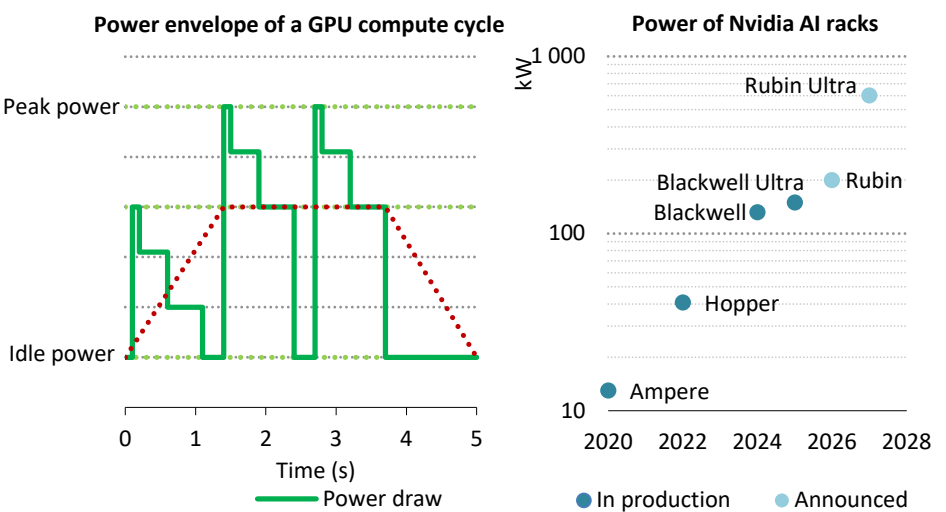 Power envelope of a GPU compute cycle
Peak power
Idle power
0 1 2 3 4 5
Time (s)
Power draw
Power of Nvidia AI racks
kW
1 000
100
10
Rubin Ultra
Rubin
Blackwell Ultra
Blackwell
Hopper
Ampere
2020 2022 2024 2026 2028
In production Announced